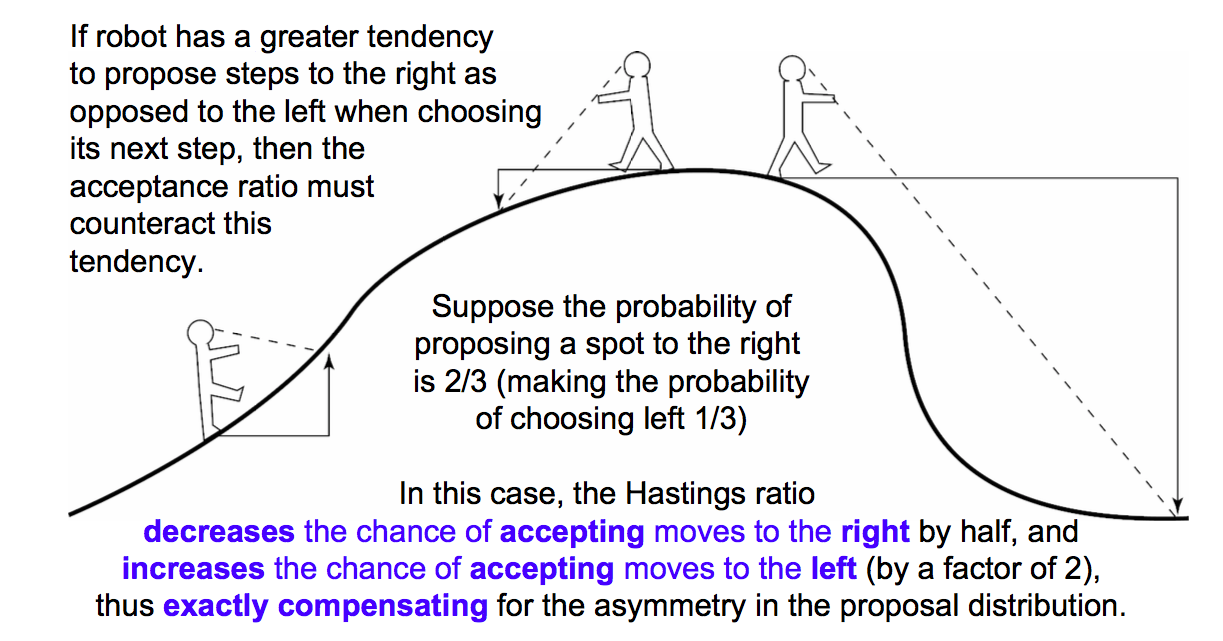 If robot has a greater tendency
to propose steps to the right as
opposed to the left when choosing
its next step, then the
acceptance ratio must
counteract this
tendency.
Suppose the probability of
proposing a spot to the right
is 2/3 (making the probability
of choosing left 1/3)
In this case, the Hastings ratio
decreases the chance of accepting moves to the right by half, and
increases the chance of accepting moves to the left (by a factor of 2),
thus exactly compensating for the asymmetry in the proposal distribution.